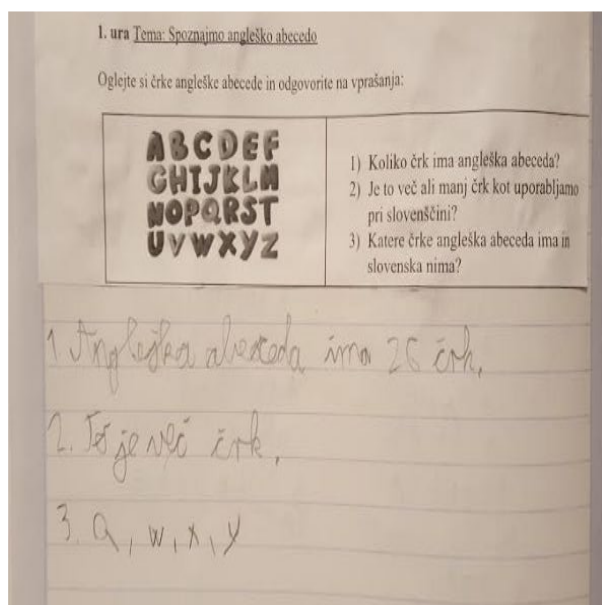 1. ura Tema: Spoznajmo angleško abecedo
Oglejte si črke angleške abecede in odgovorite na vprašanja:
ABCDEF
GHIJKLM
NOPQRST
UVWXYZ
1) Koliko črk ima angleška abeceda?
2) Je to več ali manj črk kot uporabljamo
pri slovenščini?
3) Katere črke angleška abeceda ima in
slovenska nima?
1 Angleška abeceda ima 26 črk.
2. To je več črk.
3. Q, w, x, y